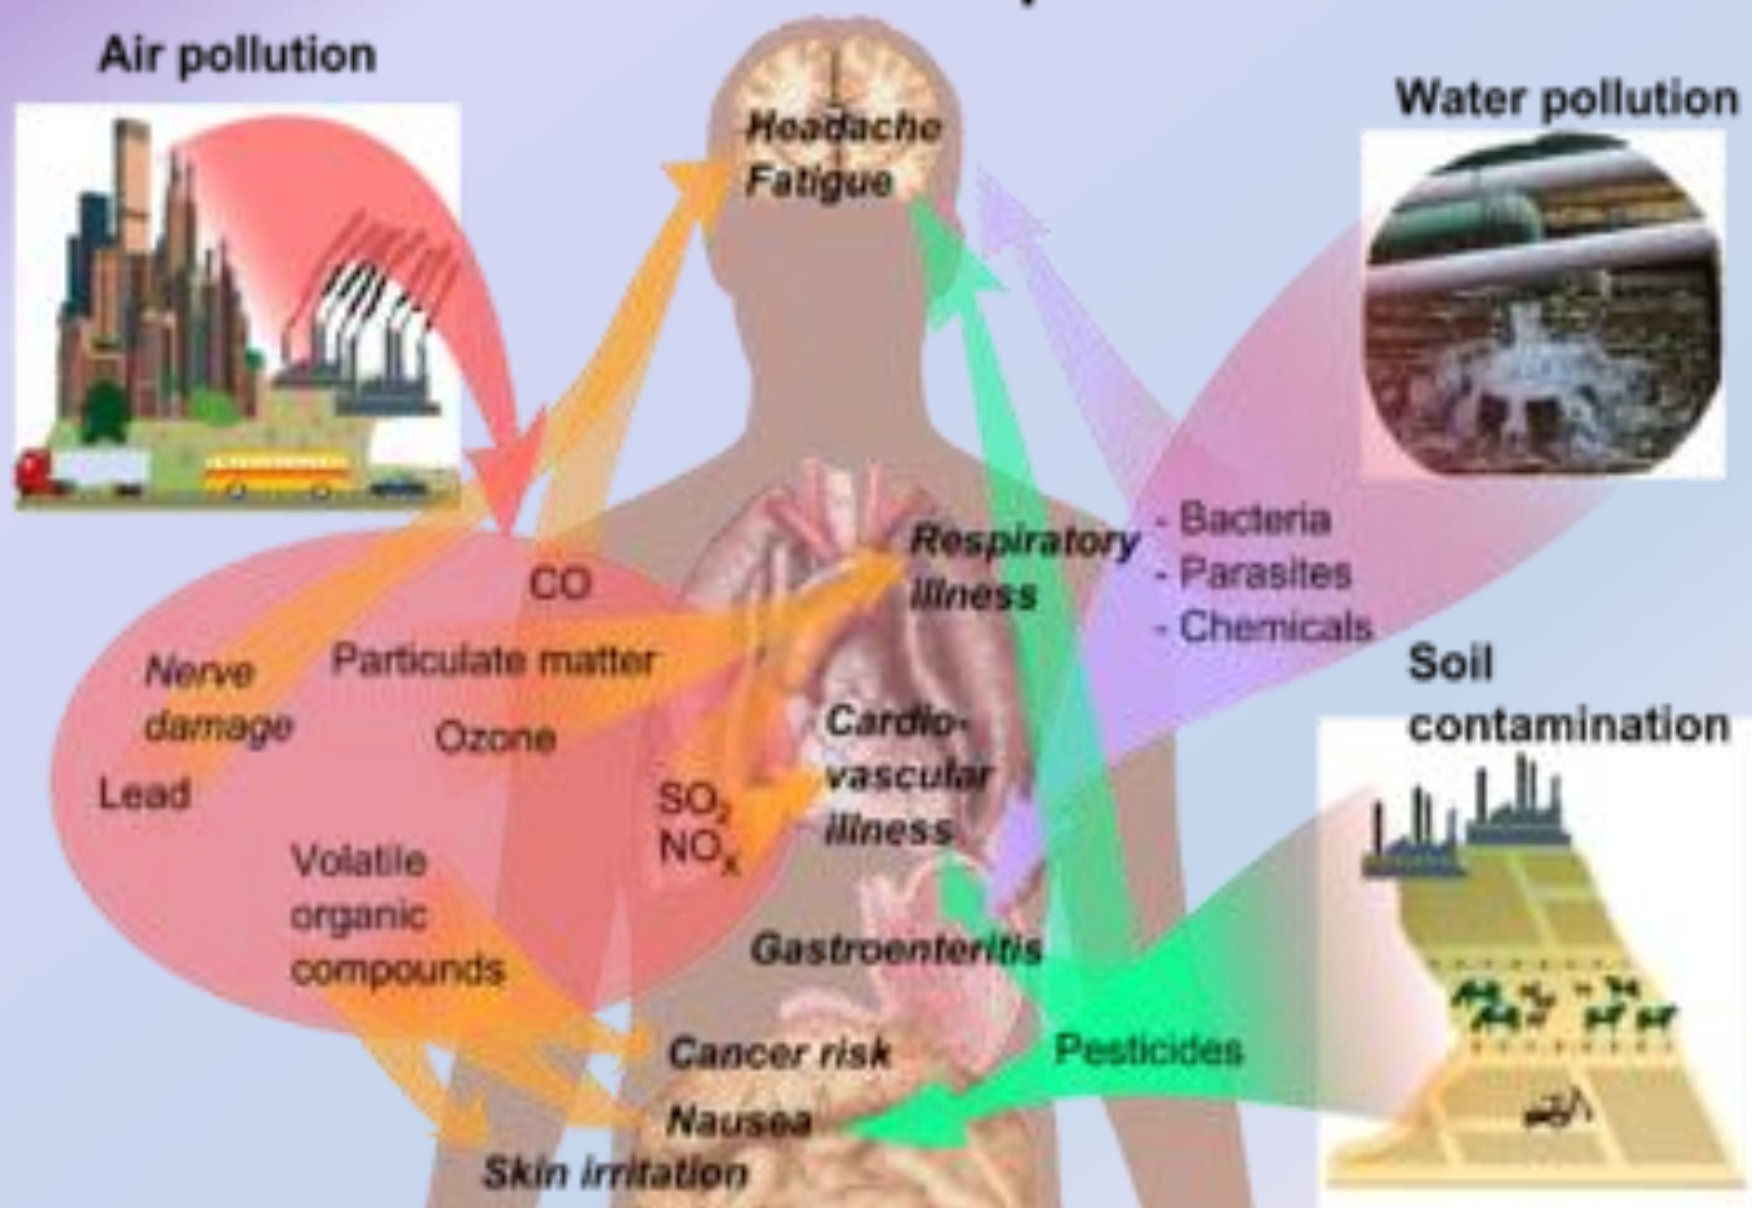 Air pollution
Water pollution
Headache
Fatigue
Respiratory
illness
- Bacteria
- Parasites
- Chemicals
CO
Particulate matter
Nerve
damage
Ozone
Lead
Soil
contamination
Cardio-
vascular
illness
SO₂
NOₓ
Volatile
organic
compounds
Gastroenteritis
Cancer risk
Pesticides
Nausea
Skin irritation